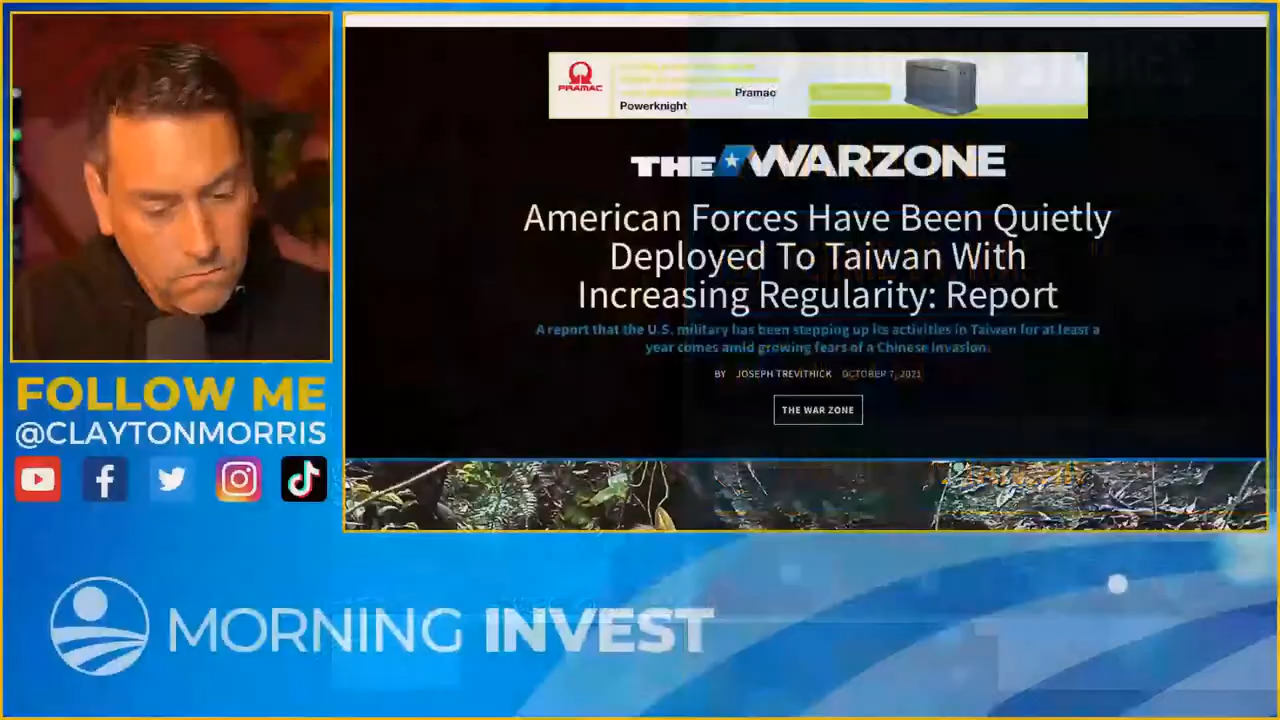 PRAMAC
Powerknight
Pramac
THE WARZONE
American Forces Have Been Quietly
Deployed To Taiwan With
Increasing Regularity: Report
A report that the U.S. military has been stepping up its activities in Taiwan for at least a
year comes amid growing fears of a Chinese invasion.
BY JOSEPH TREVITHICK OCTOBER 7, 2021
THE WAR ZONE
FOLLOW ME
@CLAYTONMORRIS
MORNING INVEST